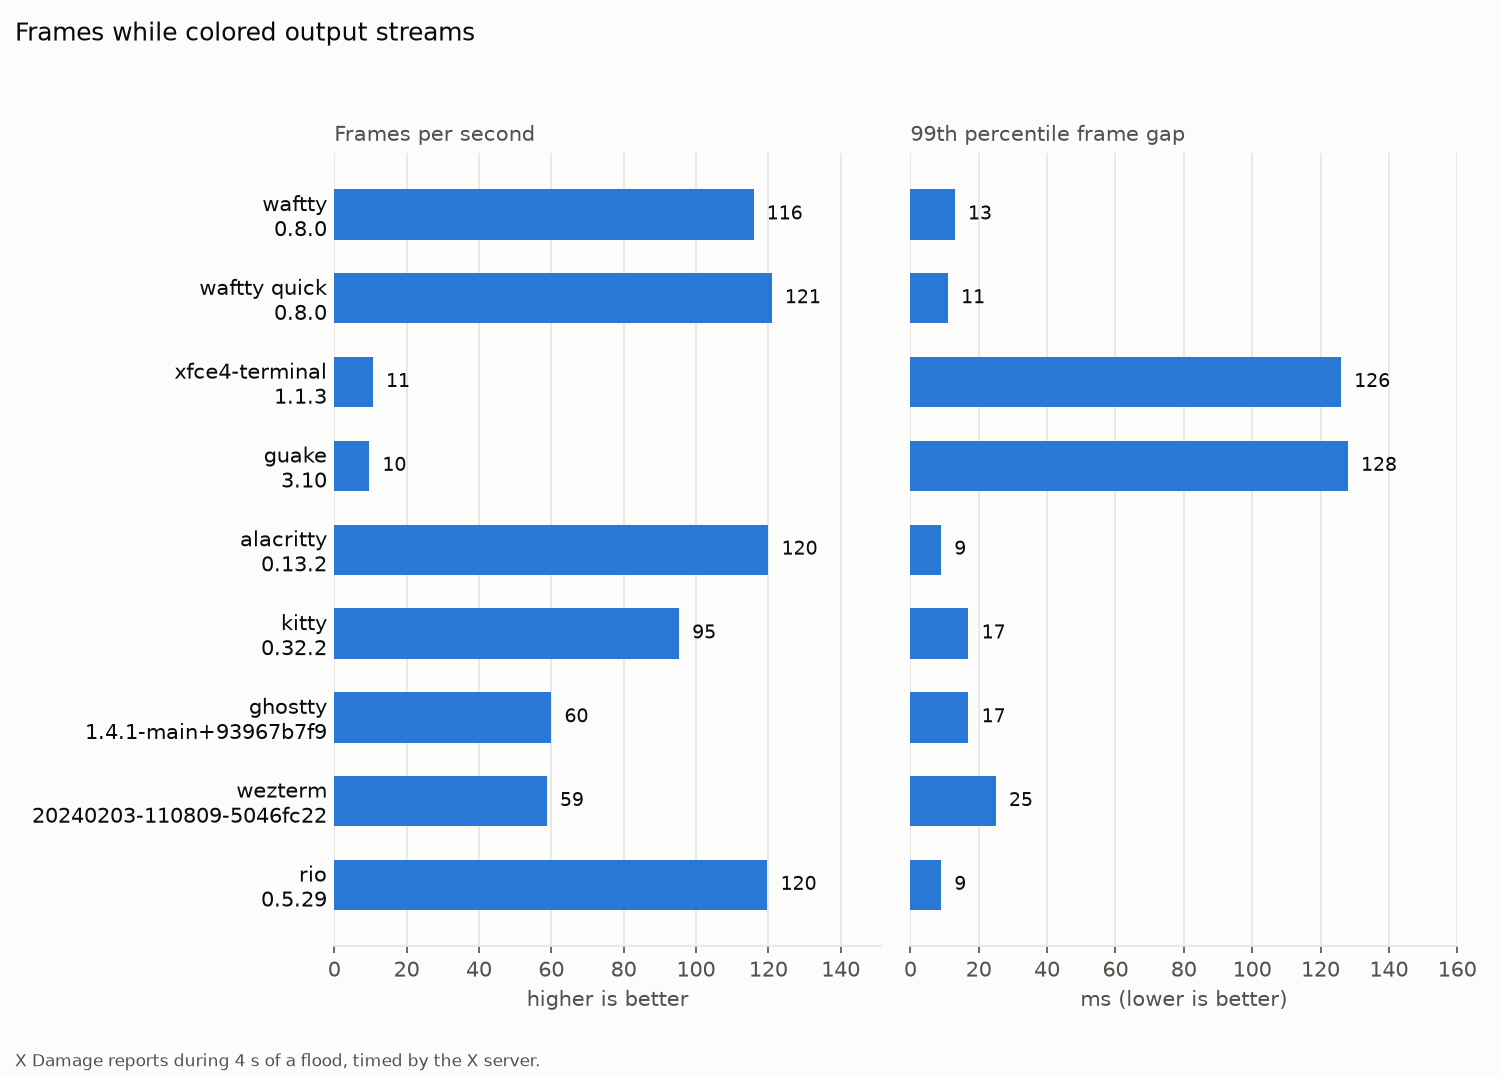 Frames while colored output streams
Frames per second
99th percentile frame gap
waftty
0.8.0
116
13
waftty quick
0.8.0
121
11
xfce4-terminal
1.1.3
11
126
guake
3.10
10
128
alacritty
0.13.2
120
9
kitty
0.32.2
95
17
ghostty
1.4.1-main+93967b7f9
60
17
wezterm
20240203-110809-5046fc22
59
25
rio
0.5.29
120
9
0 20 40 60 80 100 120 140
0 20 40 60 80 100 120 140 160
higher is better
ms (lower is better)
X Damage reports during 4 s of a flood, timed by the X server.